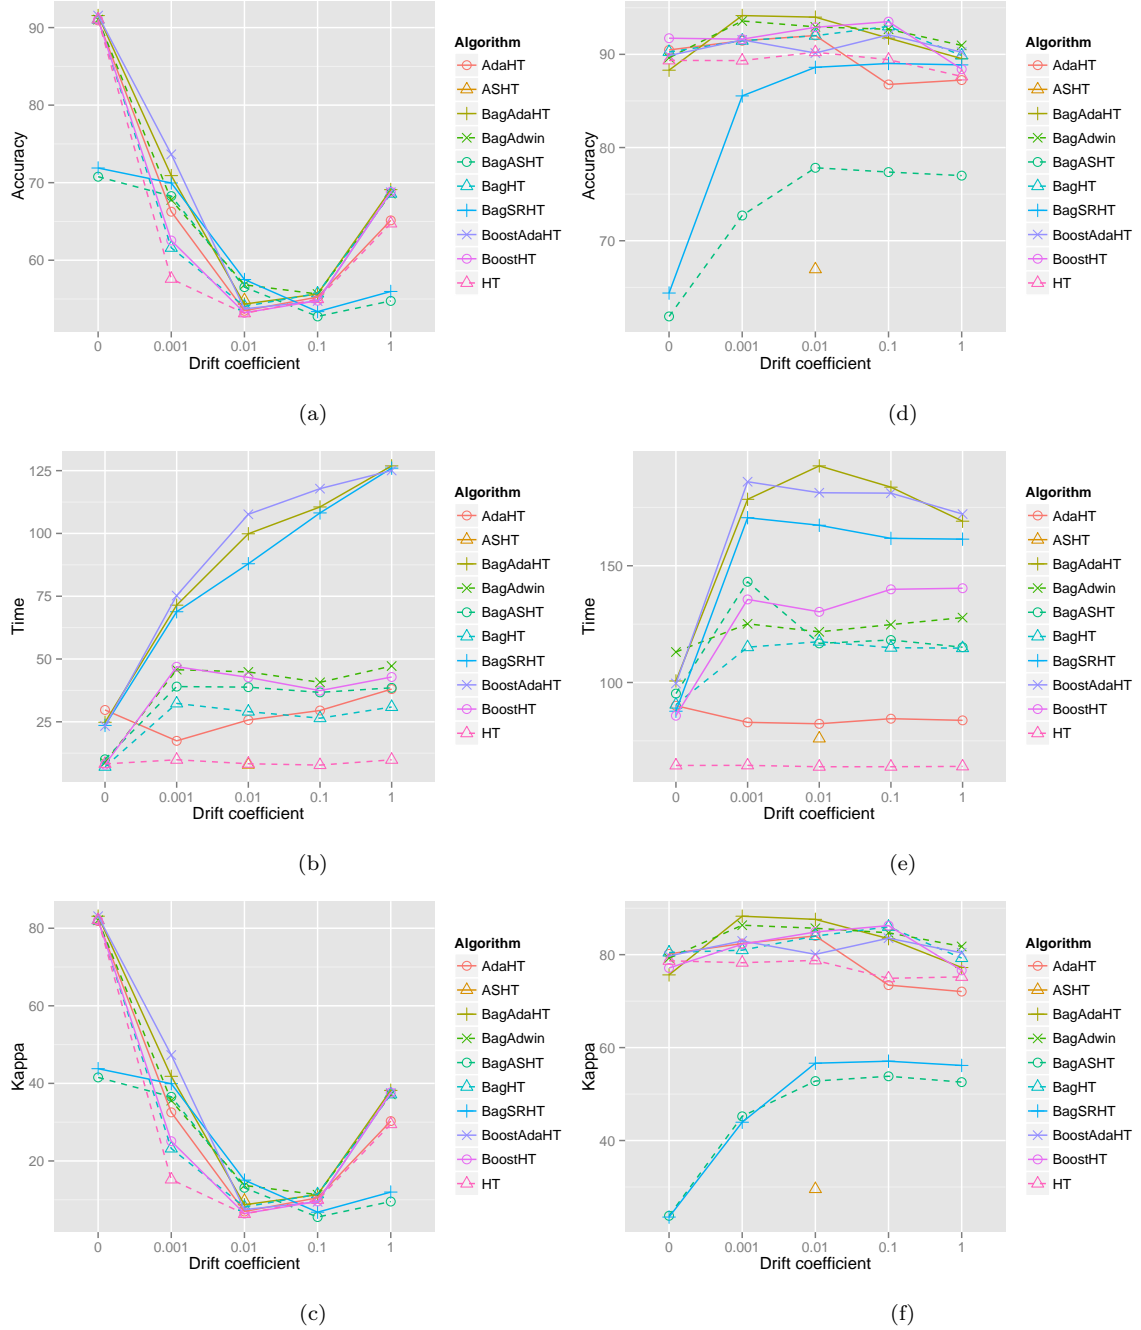 90
80
70
60
Accuracy
0
0.001
0.01
0.1
1
Drift coefficient
Algorithm
AdaHT
ASHT
BagAdaHT
BagAdwin
BagASHT
BagHT
BagSRHT
BoostAdaHT
BoostHT
HT
(a)
90
80
70
Accuracy
0
0.001
0.01
0.1
1
Drift coefficient
Algorithm
AdaHT
ASHT
BagAdaHT
BagAdwin
BagASHT
BagHT
BagSRHT
BoostAdaHT
BoostHT
HT
(d)
125
100
75
50
25
Time
0
0.001
0.01
0.1
1
Drift coefficient
Algorithm
AdaHT
ASHT
BagAdaHT
BagAdwin
BagASHT
BagHT
BagSRHT
BoostAdaHT
BoostHT
HT
(b)
150
100
Time
0
0.001
0.01
0.1
1
Drift coefficient
Algorithm
AdaHT
ASHT
BagAdaHT
BagAdwin
BagASHT
BagHT
BagSRHT
BoostAdaHT
BoostHT
HT
(e)
80
60
40
20
Kappa
0
0.001
0.01
0.1
1
Drift coefficient
Algorithm
AdaHT
ASHT
BagAdaHT
BagAdwin
BagASHT
BagHT
BagSRHT
BoostAdaHT
BoostHT
HT
(c)
80
60
40
Kappa
0
0.001
0.01
0.1
1
Drift coefficient
Algorithm
AdaHT
ASHT
BagAdaHT
BagAdwin
BagASHT
BagHT
BagSRHT
BoostAdaHT
BoostHT
HT
(f)